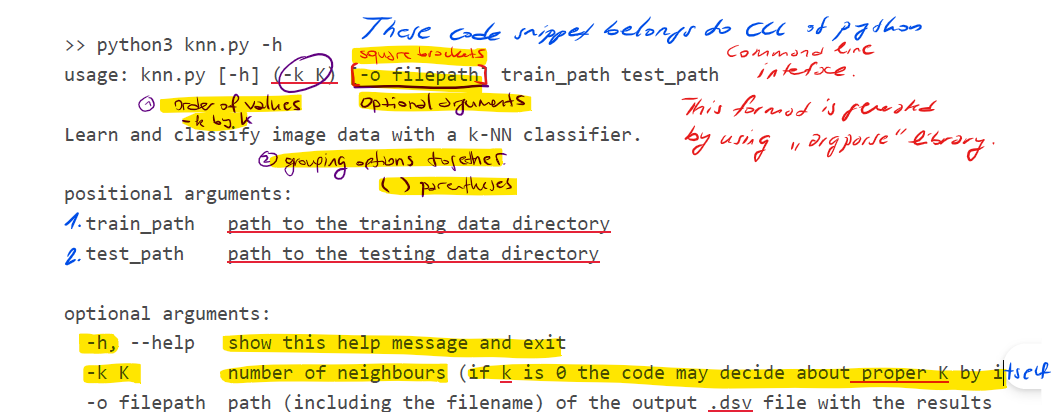 These code snippet belongs to CLI of python
>> python3 knn.py -h
square brackets
Command line
usage: knn.py [-h] (-k K) [-o filepath] train_path test_path
interface.
① Order of values
optional arguments
-k by k
This format is generated
Learn and classify image data with a k-NN classifier.
by using „argparse“ library.
② grouping options together.
( ) parentheses
positional arguments:
1. train_path path to the training data directory
2. test_path path to the testing data directory
optional arguments:
-h, --help show this help message and exit
-k K number of neighbours (if k is 0 the code may decide about proper K by itself
-o filepath path (including the filename) of the output .dsv file with the results